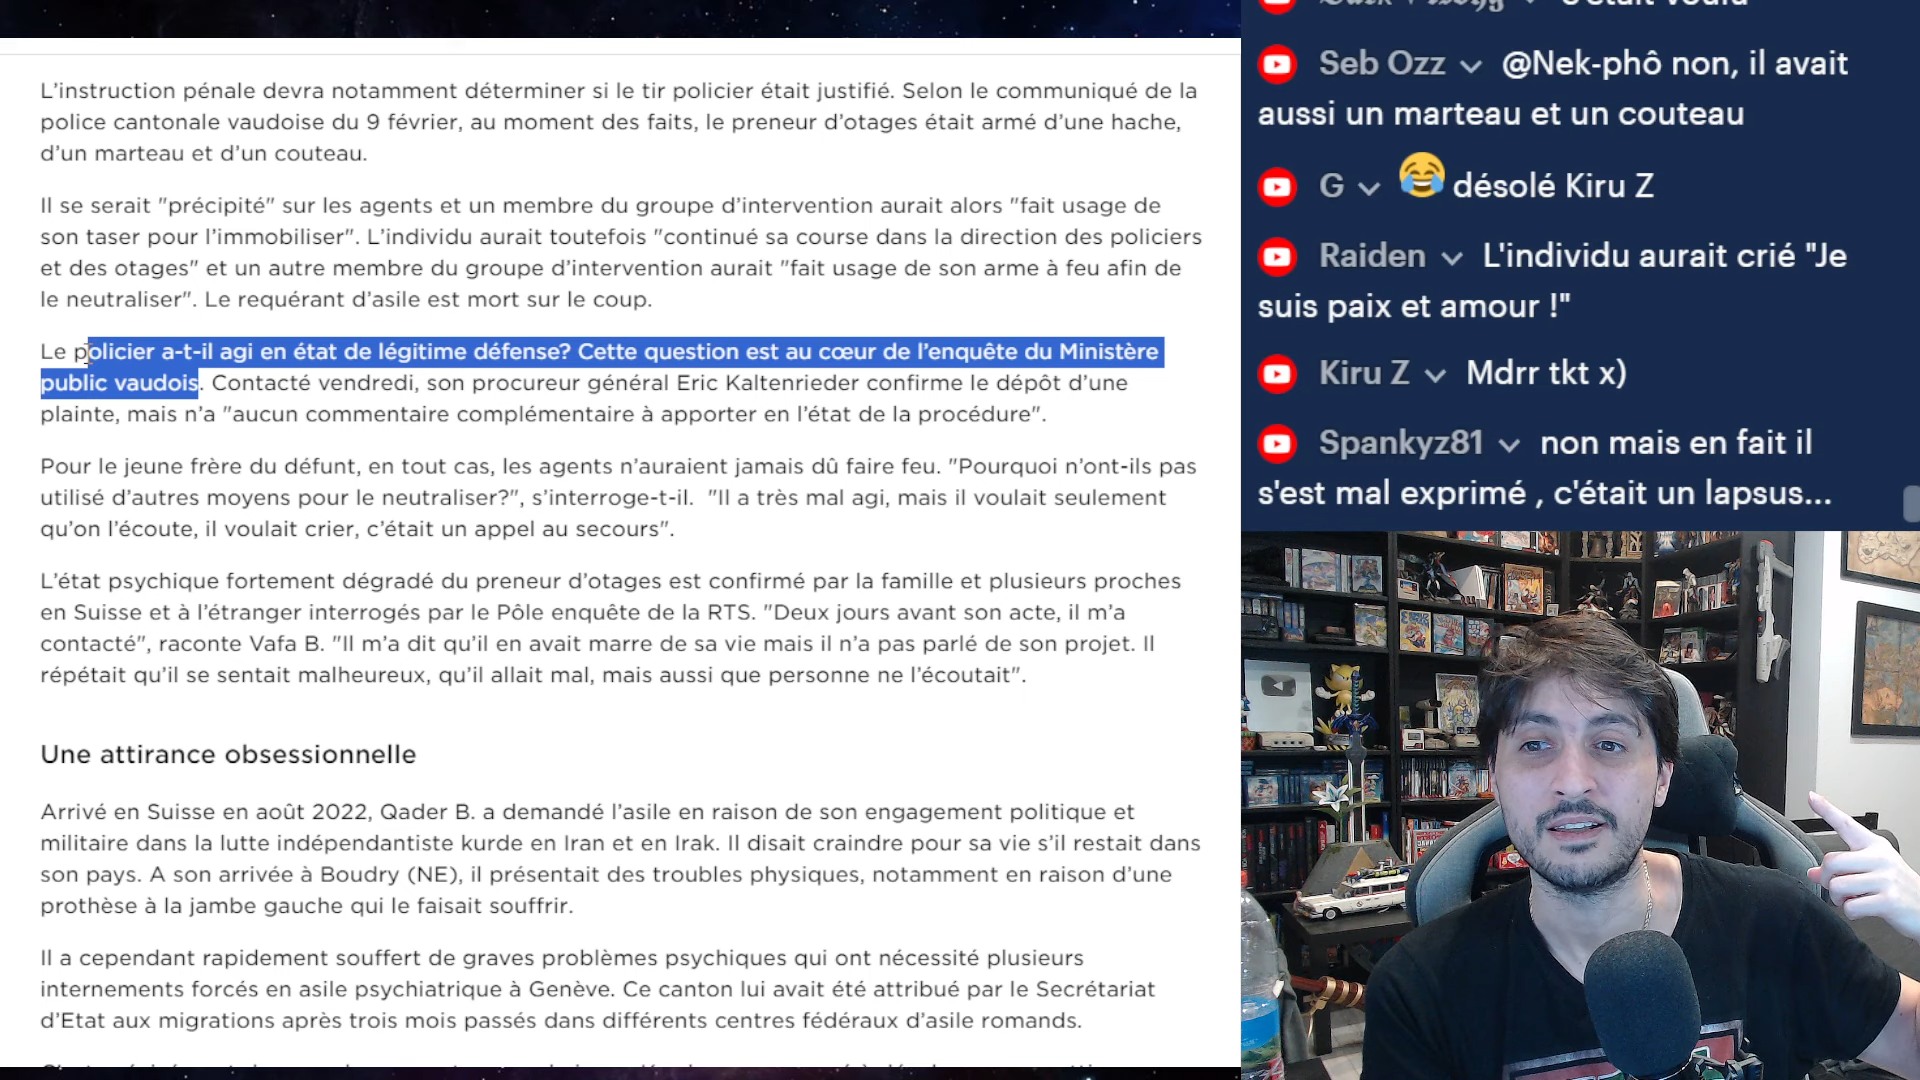 L’instruction pénale devra notamment déterminer si le tir policier était justifié. Selon le communiqué de la
police cantonale vaudoise du 9 février, au moment des faits, le preneur d’otages était armé d’une hache,
d’un marteau et d’un couteau.
Il se serait "précipité" sur les agents et un membre du groupe d’intervention aurait alors "fait usage de
son taser pour l’immobiliser". L’individu aurait toutefois "continué sa course dans la direction des policiers
et des otages" et un autre membre du groupe d’intervention aurait "fait usage de son arme à feu afin de
le neutraliser". Le requérant d’asile est mort sur le coup.
Le policier a-t-il agi en état de légitime défense? Cette question est au cœur de l’enquête du Ministère
public vaudois. Contacté vendredi, son procureur général Eric Kaltenrieder confirme le dépôt d’une
plainte, mais n’a "aucun commentaire complémentaire à apporter en l’état de la procédure".
Pour le jeune frère du défunt, en tout cas, les agents n’auraient jamais dû faire feu. "Pourquoi n’ont-ils pas
utilisé d’autres moyens pour le neutraliser?", s’interroge-t-il. "Il a très mal agi, mais il voulait seulement
qu’on l’écoute, il voulait crier, c’était un appel au secours".
L’état psychique fortement dégradé du preneur d’otages est confirmé par la famille et plusieurs proches
en Suisse et à l’étranger interrogés par le Pôle enquête de la RTS. "Deux jours avant son acte, il m’a
contacté", raconte Vafa B. "Il m’a dit qu’il en avait marre de sa vie mais il n’a pas parlé de son projet. Il
répétait qu’il se sentait malheureux, qu’il allait mal, mais aussi que personne ne l’écoutait".
Une attirance obsessionnelle
Arrivé en Suisse en août 2022, Qader B. a demandé l’asile en raison de son engagement politique et
militaire dans la lutte indépendantiste kurde en Iran et en Irak. Il disait craindre pour sa vie s’il restait dans
son pays. A son arrivée à Boudry (NE), il présentait des troubles physiques, notamment en raison d’une
prothèse à la jambe gauche qui le faisait souffrir.
Il a cependant rapidement souffert de graves problèmes psychiques qui ont nécessité plusieurs
internements forcés en asile psychiatrique à Genève. Ce canton lui avait été attribué par le Secrétariat
d’Etat aux migrations après trois mois passés dans différents centres fédéraux d’asile romands.
c'était voulu
Seb Ozz @Nek-phô non, il avait
aussi un marteau et un couteau
G 😂 désolé Kiru Z
Raiden L'individu aurait crié "Je
suis paix et amour !"
Kiru Z Mdrr tkt x)
Spankyz81 non mais en fait il
s'est mal exprimé , c'était un lapsus...